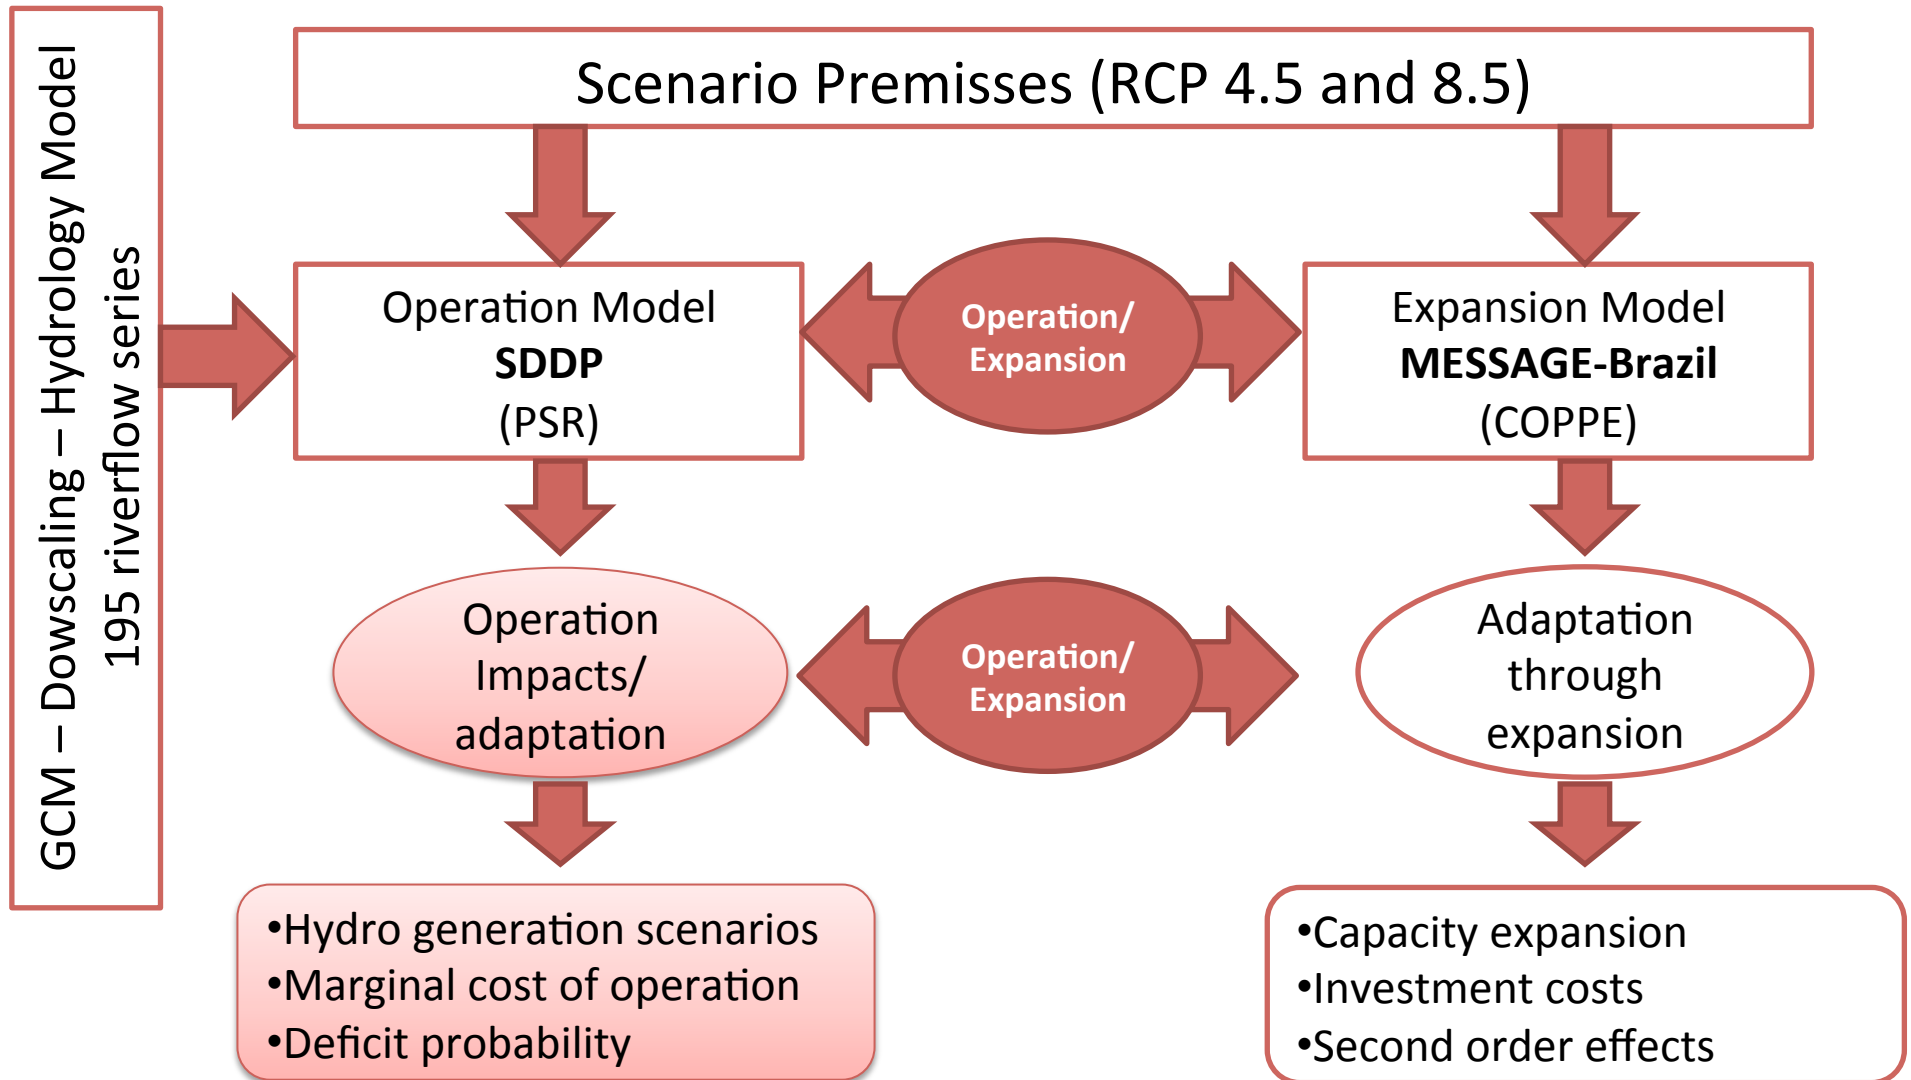 GCM – Dowscaling – Hydrology Model
195 riverflow series
Scenario Premisses (RCP 4.5 and 8.5)
Operation Model
SDDP
(PSR)
Operation/
Expansion
Expansion Model
MESSAGE-Brazil
(COPPE)
Operation
Impacts/
adaptation
Operation/
Expansion
Adaptation
through
expansion
•Hydro generation scenarios
•Marginal cost of operation
•Deficit probability
•Capacity expansion
•Investment costs
•Second order effects